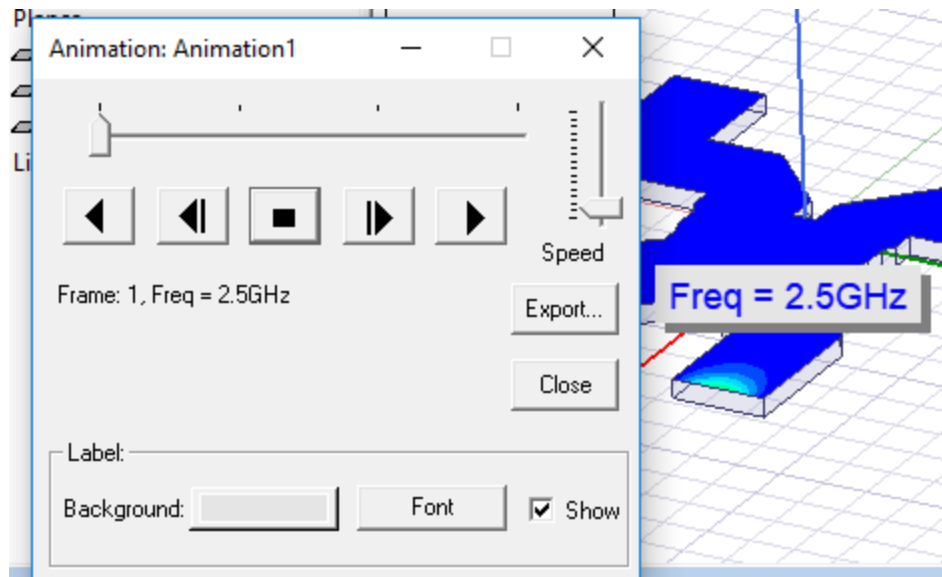 Animation: Animation1
Speed
Frame: 1, Freq = 2.5GHz
Export...
Close
Label:
Background:
Font
Show
Freq = 2.5GHz